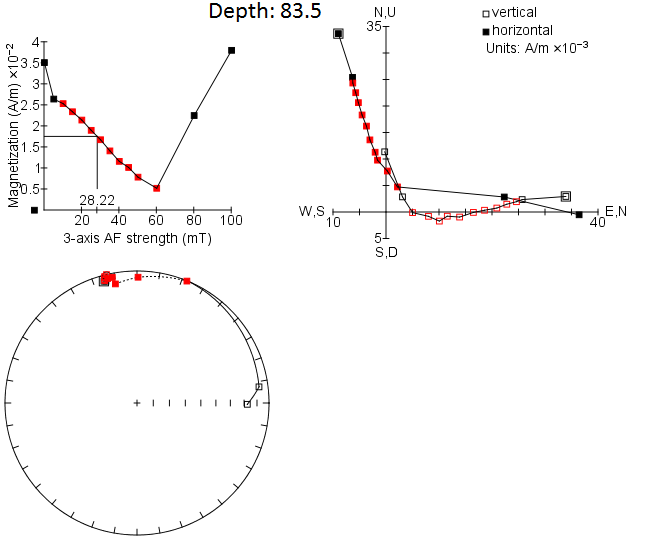 Depth: 83.5
Magnetization (A/m) ×10⁻²
4
3.5
3
2.5
2
1.5
1
0.5
28.22
20 40 60 80 100
3-axis AF strength (mT)
N,U
35
W,S
10
E,N
40
5
S,D
vertical
horizontal
Units: A/m ×10⁻³